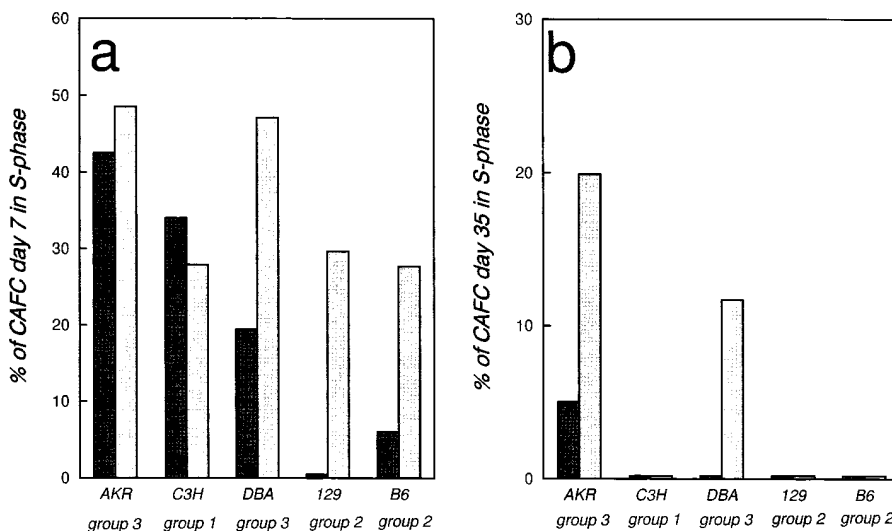 a
% of CAFC day 7 in S-phase
60
50
40
30
20
10
0
AKR C3H DBA 129 B6
group 3 group 1 group 3 group 2 group 2
b
% of CAFC day 35 in S-phase
30
20
10
0
AKR C3H DBA 129 B6
group 3 group 1 group 3 group 2 group 2